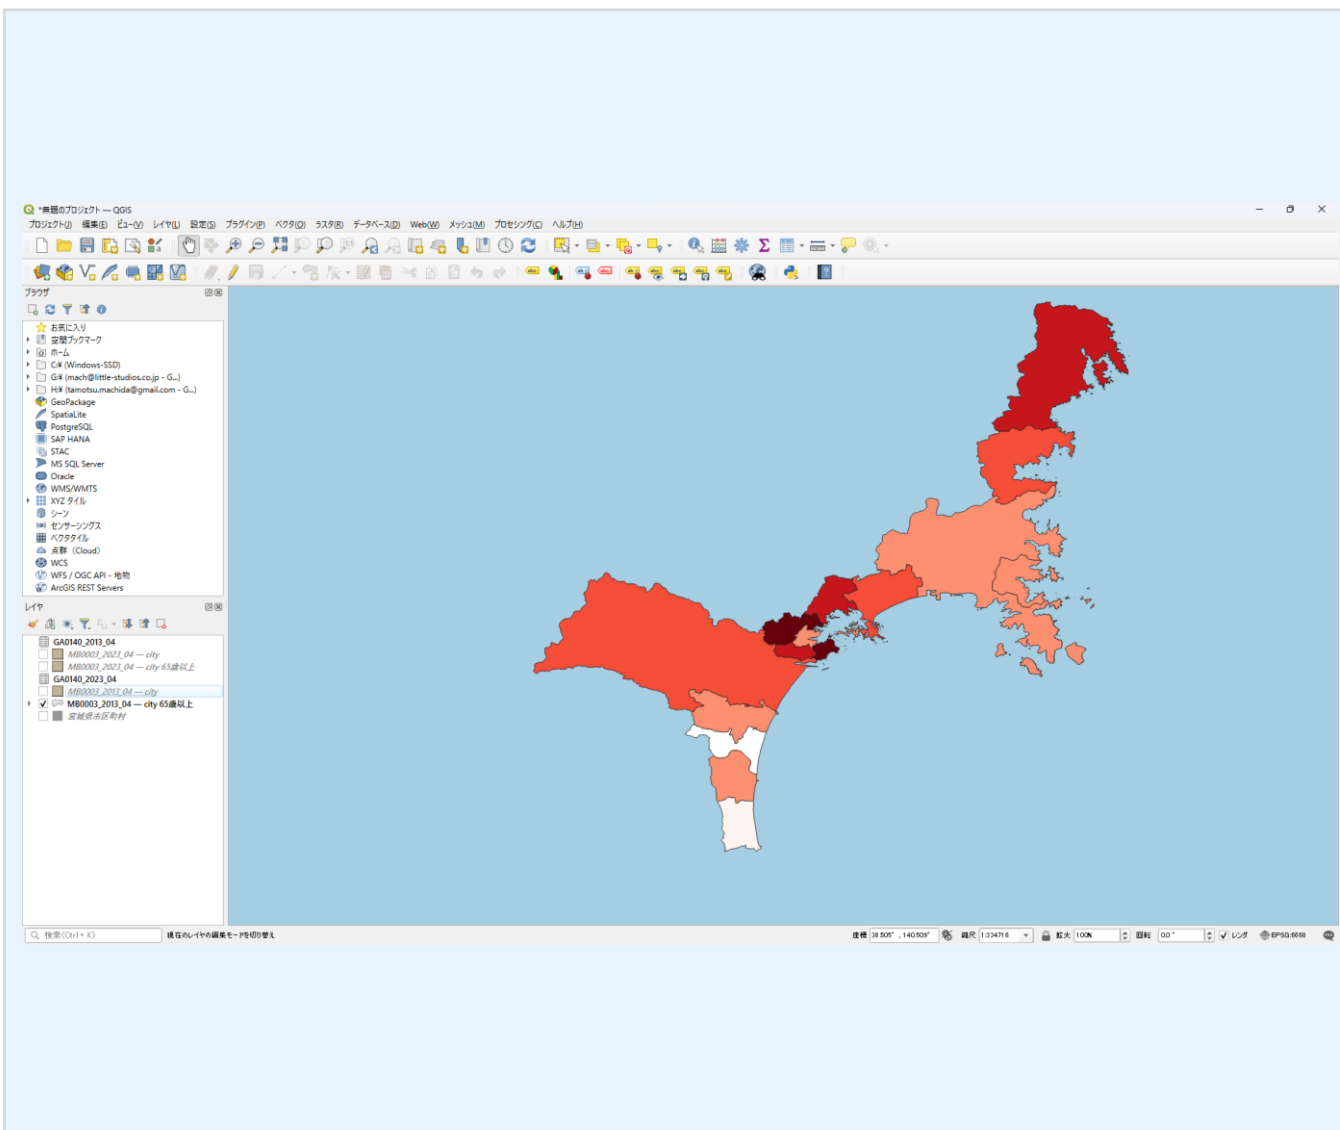 *無題のプロジェクト — QGIS
プロジェクト(J) 編集(E) ビュー(V) レイヤ(L) 設定(S) プラグイン(P) ベクタ(O) ラスタ(R) データベース(D) Web(W) メッシュ(M) プロセシング(C) ヘルプ(H)
ブラウザ
お気に入り
空間ブックマーク
ホーム
C:¥ (Windows-SSD)
G:¥ (mach@little-studios.co.jp - G...)
H:¥ (tamotsu.machida@gmail.com - G...)
GeoPackage
SpatiaLite
PostgreSQL
SAP HANA
STAC
MS SQL Server
Oracle
WMS/WMTS
XYZ タイル
シーン
センサーシングス
ベクタタイル
点群 (Cloud)
WCS
WFS / OGC API - 地物
ArcGIS REST Servers
レイヤ
GA0140_2013_04
MB0003_2023_04 — city
MB0003_2023_04 — city 65歳以上
GA0140_2023_04
MB0003_2013_04 — city
MB0003_2013_04 — city 65歳以上
宮城県市区町村
検索(Ctrl + K) 現在のレイヤの編集モードを切り替え 座標 38.505°, 140.509° 縮尺 1:334716 拡大 100% 回転 0.0 ° レンダ EPSG:6668